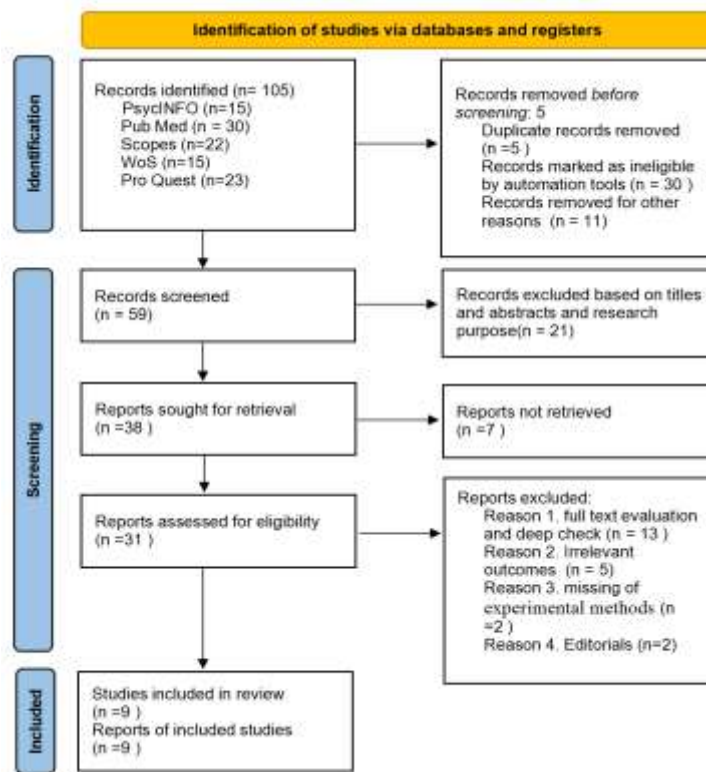 Identification of studies via databases and registers
Identification
Records identified (n= 105)
PsycINFO (n=15)
Pub Med (n = 30)
Scopes (n=22)
WoS (n=15)
Pro Quest (n=23)
Records removed before
screening: 5
Duplicate records removed
(n =5 )
Records marked as ineligible
by automation tools (n = 30 )
Records removed for other
reasons (n = 11)
Screening
Records screened
(n = 59)
Records excluded based on titles
and abstracts and research
purpose(n = 21)
Reports sought for retrieval
(n =38 )
Reports not retrieved
(n =7 )
Reports assessed for eligibility
(n =31 )
Reports excluded:
Reason 1. full text evaluation
and deep check (n = 13 )
Reason 2. Irrelevant
outcomes (n = 5)
Reason 3. missing of
experimental methods (n
=2 )
Reason 4. Editorials (n=2)
Included
Studies included in review
(n =9 )
Reports of included studies
(n =9 )